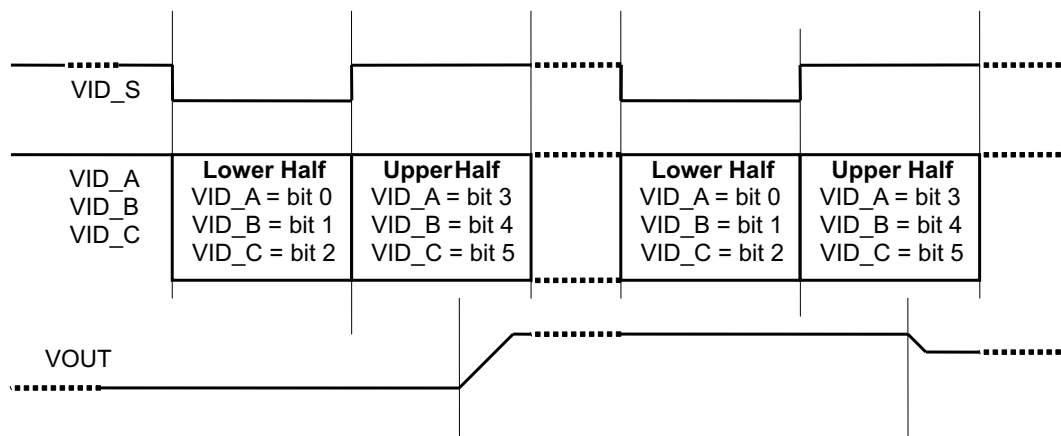 VID_S
VID_A
VID_B
VID_C
Lower Half
VID_A = bit 0
VID_B = bit 1
VID_C = bit 2
UpperHalf
VID_A = bit 3
VID_B = bit 4
VID_C = bit 5
Lower Half
VID_A = bit 0
VID_B = bit 1
VID_C = bit 2
Upper Half
VID_A = bit 3
VID_B = bit 4
VID_C = bit 5
VOUT